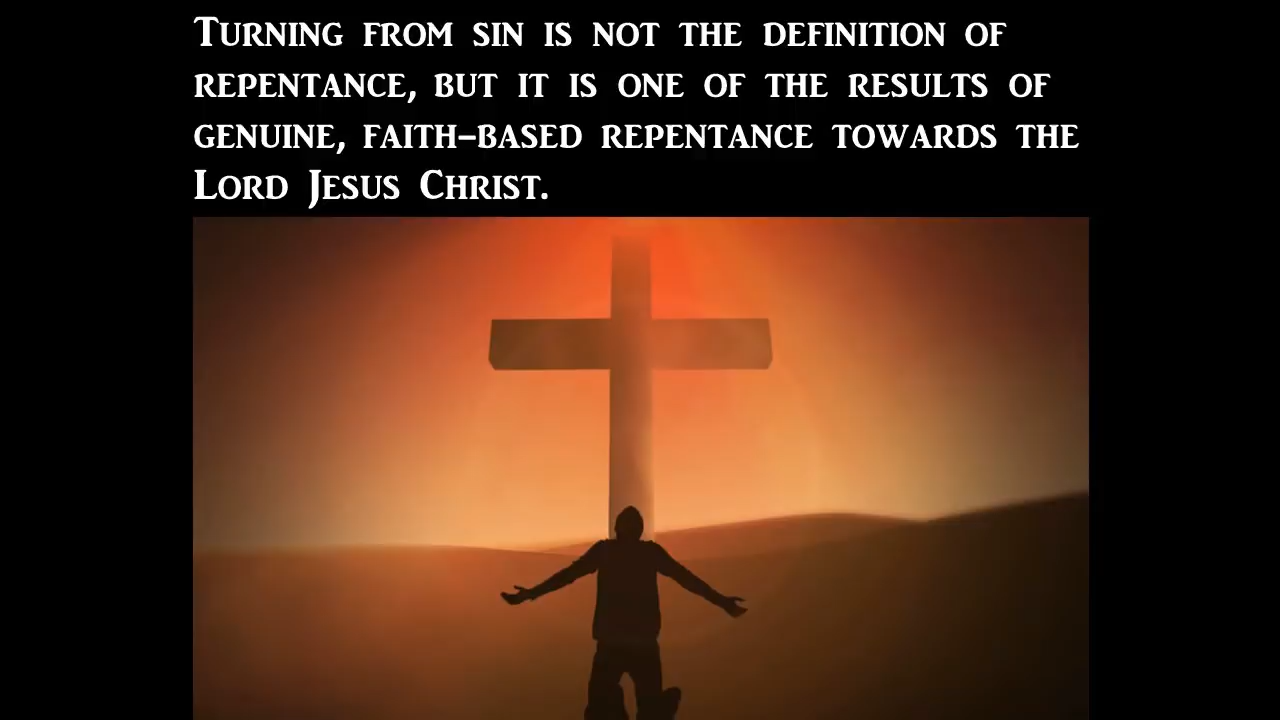 Turning from sin is not the definition of
repentance, but it is one of the results of
genuine, faith-based repentance towards the
Lord Jesus Christ.